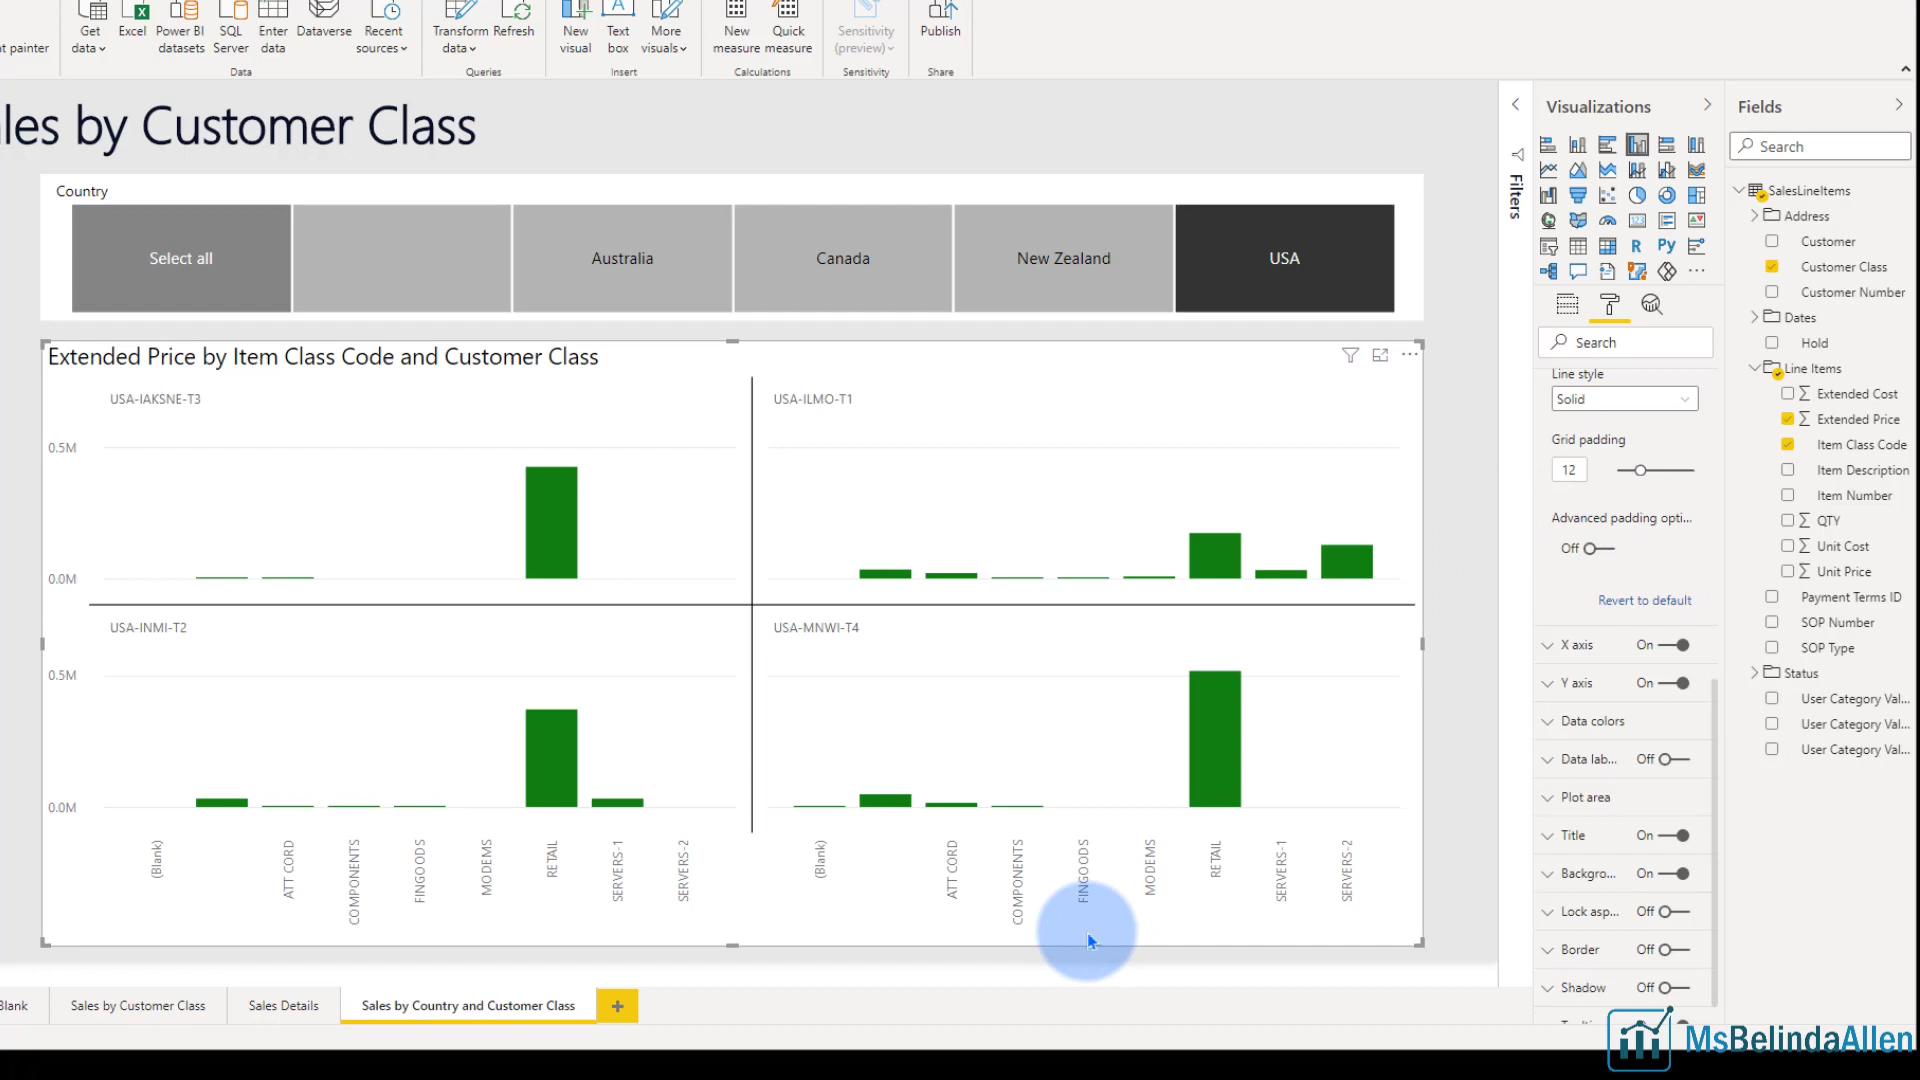 t painter
Get data
Excel
Power BI datasets
SQL Server
Enter data
Dataverse
Recent sources
Data
Transform data
Refresh
Queries
New visual
Text box
More visuals
Insert
New measure
Quick measure
Calculations
Sensitivity (preview)
Sensitivity
Publish
Share
les by Customer Class
Country
Select all
Australia
Canada
New Zealand
USA
Extended Price by Item Class Code and Customer Class
USA-IAKSNE-T3
USA-ILMO-T1
0.5M
0.0M
USA-INMI-T2
USA-MNWI-T4
0.5M
0.0M
(Blank)
ATT CORD
COMPONENTS
FINGOODS
MODEMS
RETAIL
SERVERS-1
SERVERS-2
(Blank)
ATT CORD
COMPONENTS
FINGOODS
MODEMS
RETAIL
SERVERS-1
SERVERS-2
Blank
Sales by Customer Class
Sales Details
Sales by Country and Customer Class
+
Filters
Visualizations
R
Py
Search
Line style
Solid
Grid padding
12
Advanced padding opti...
Off
Revert to default
X axis On
Y axis On
Data colors
Data lab... Off
Plot area
Title On
Backgro... On
Lock asp... Off
Border Off
Shadow Off
Fields
Search
SalesLineItems
Address
Customer
Customer Class
Customer Number
Dates
Hold
Line Items
Extended Cost
Extended Price
Item Class Code
Item Description
Item Number
QTY
Unit Cost
Unit Price
Payment Terms ID
SOP Number
SOP Type
Status
User Category Val...
User Category Val...
User Category Val...
MsBelindaAllen